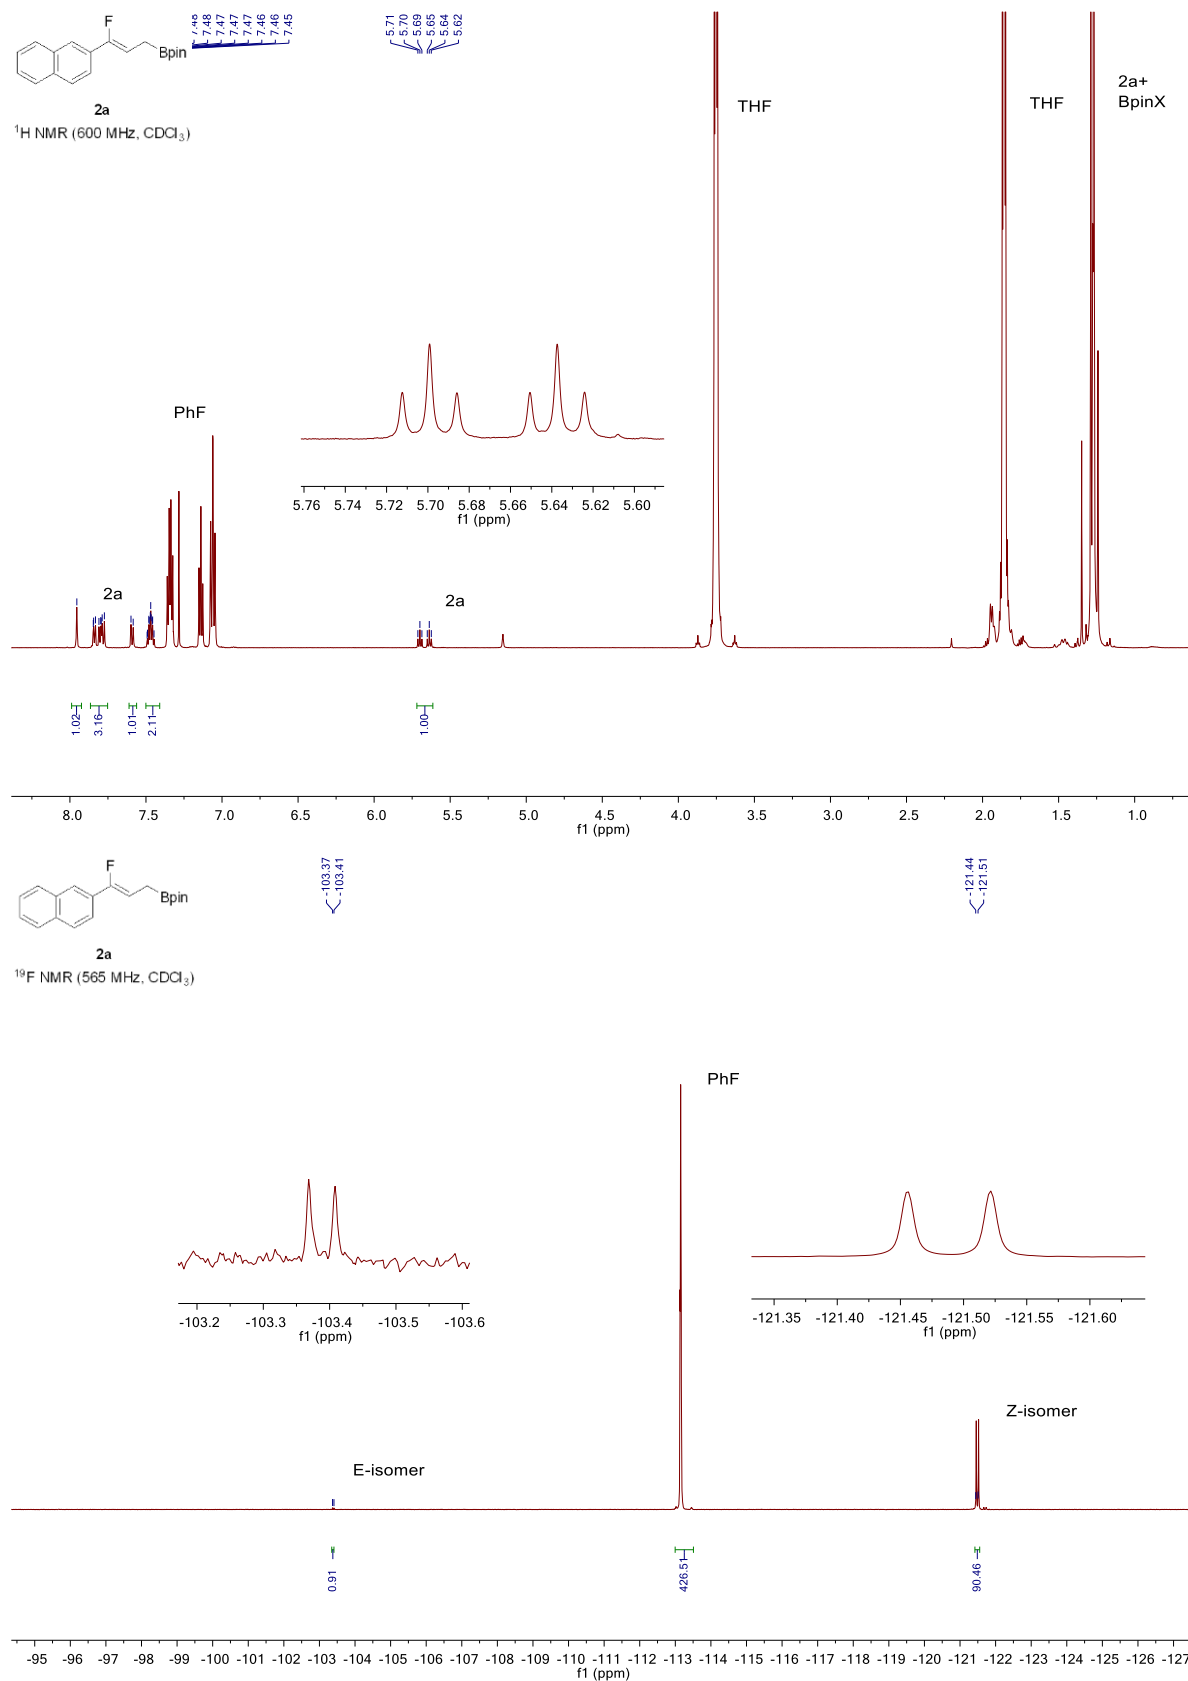 F
Bpin
2a
¹H NMR (600 MHz, CDCl₃)
7.48
7.48
7.47
7.47
7.47
7.46
7.46
7.45
5.71
5.70
5.69
5.65
5.64
5.62
THF
THF
2a+
BpinX
PhF
2a
2a
5.76 5.74 5.72 5.70 5.68 5.66 5.64 5.62 5.60
f1 (ppm)
1.02
3.16
1.01
2.11
1.00
8.0 7.5 7.0 6.5 6.0 5.5 5.0 4.5 4.0 3.5 3.0 2.5 2.0 1.5 1.0
f1 (ppm)
F
Bpin
2a
¹⁹F NMR (565 MHz, CDCl₃)
-103.37
-103.41
-121.44
-121.51
PhF
-103.2 -103.3 -103.4 -103.5 -103.6
f1 (ppm)
-121.35 -121.40 -121.45 -121.50 -121.55 -121.60
f1 (ppm)
E-isomer
Z-isomer
0.91
426.51
90.46
-95 -96 -97 -98 -99 -100 -101 -102 -103 -104 -105 -106 -107 -108 -109 -110 -111 -112 -113 -114 -115 -116 -117 -118 -119 -120 -121 -122 -123 -124 -125 -126 -127
f1 (ppm)